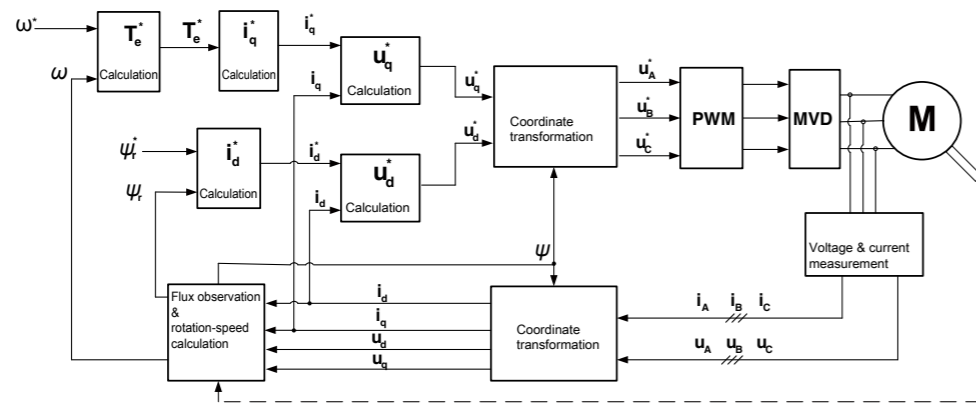 ω*
ω
T*e
Calculation
T*e
i*q
Calculation
i*q
iq
u*q
Calculation
u*q
u*d
Coordinate
transformation
u*A
u*B
u*C
PWM
MVD
M
ψ*r
ψr
i*d
Calculation
i*d
id
u*d
Calculation
ψ
Voltage & current
measurement
Flux observation
&
rotation-speed
calculation
id
iq
ud
uq
Coordinate
transformation
iA iB iC
uA uB uC